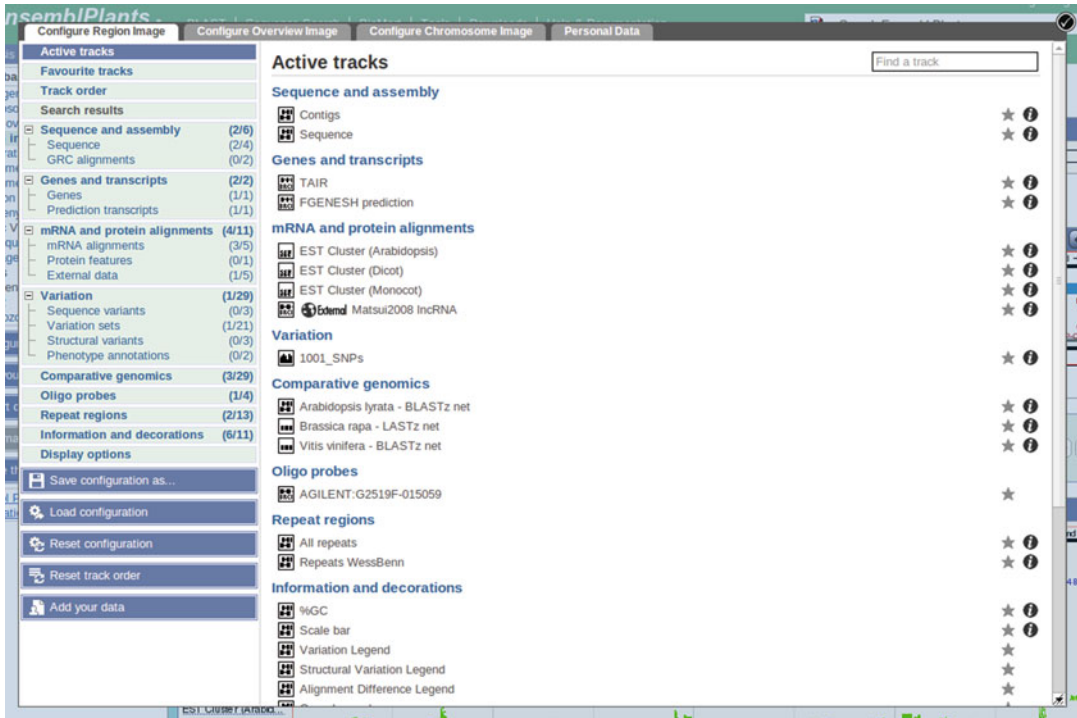 Configure Region Image
Configure Overview Image
Configure Chromosome Image
Personal Data
Active tracks
Favourite tracks
Track order
Search results
Sequence and assembly (2/6)
Sequence (2/4)
GRC alignments (0/2)
Genes and transcripts (2/2)
Genes (1/1)
Prediction transcripts (1/1)
mRNA and protein alignments (4/11)
mRNA alignments (3/5)
Protein features (0/1)
External data (1/5)
Variation (1/29)
Sequence variants (0/3)
Variation sets (1/21)
Structural variants (0/3)
Phenotype annotations (0/2)
Comparative genomics (3/29)
Oligo probes (1/4)
Repeat regions (2/13)
Information and decorations (6/11)
Display options
Save configuration as...
Load configuration
Reset configuration
Reset track order
Add your data
Active tracks
Find a track
Sequence and assembly
Contigs
Sequence
Genes and transcripts
TAIR
FGENESH prediction
mRNA and protein alignments
EST Cluster (Arabidopsis)
EST Cluster (Dicot)
EST Cluster (Monocot)
External Matsui2008 lncRNA
Variation
1001_SNPs
Comparative genomics
Arabidopsis lyrata - BLASTz net
Brassica rapa - LASTz net
Vitis vinifera - BLASTz net
Oligo probes
AGILENT:G2519F-015059
Repeat regions
All repeats
Repeats WessBenn
Information and decorations
%GC
Scale bar
Variation Legend
Structural Variation Legend
Alignment Difference Legend
EST Cluster (Arabid...